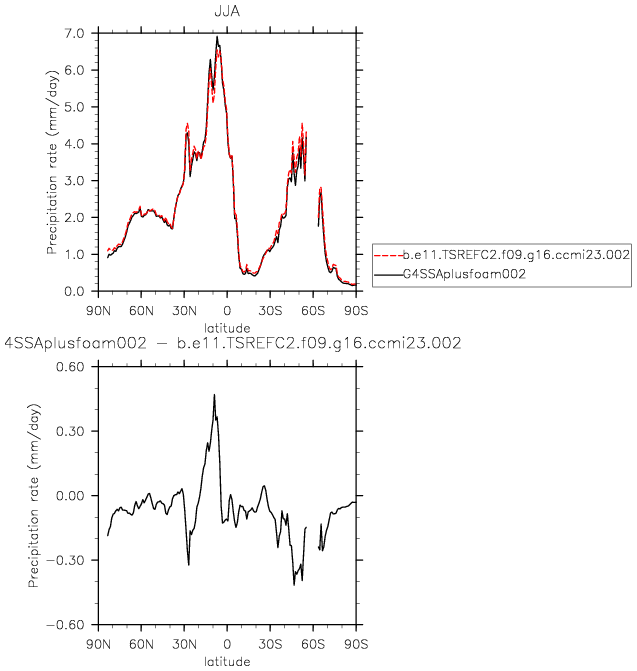 JJA
7.0
6.0
5.0
4.0
3.0
2.0
1.0
0.0
Precipitation rate (mm/day)
90N 60N 30N 0 30S 60S 90S
latitude
b.e11.TSREFC2.f09.g16.ccmi23.002
G4SSAplusfoam002
4SSAplusfoam002 – b.e11.TSREFC2.f09.g16.ccmi23.002
0.60
0.30
0.00
−0.30
−0.60
Precipitation rate (mm/day)
90N 60N 30N 0 30S 60S 90S
latitude